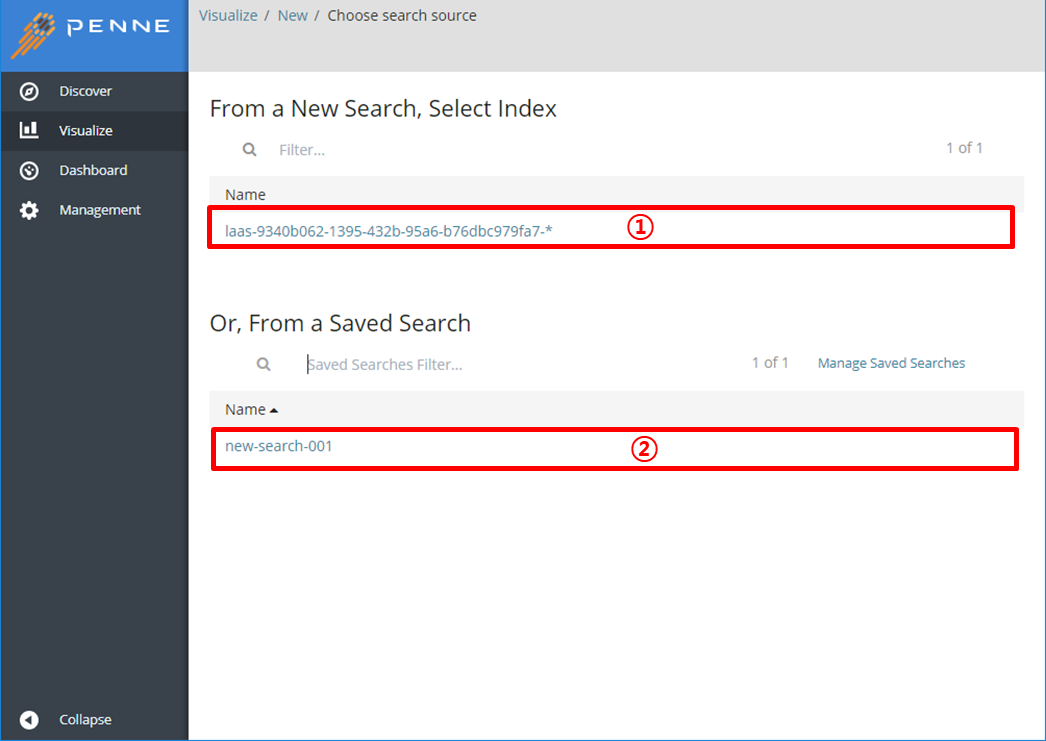 PENNE
Visualize / New / Choose search source
Discover
Visualize
Dashboard
Management
Collapse
From a New Search, Select Index
Filter...
1 of 1
Name
laas-9340b062-1395-432b-95a6-b76dbc979fa7-*
①
Or, From a Saved Search
Saved Searches Filter...
1 of 1
Manage Saved Searches
Name
new-search-001
②